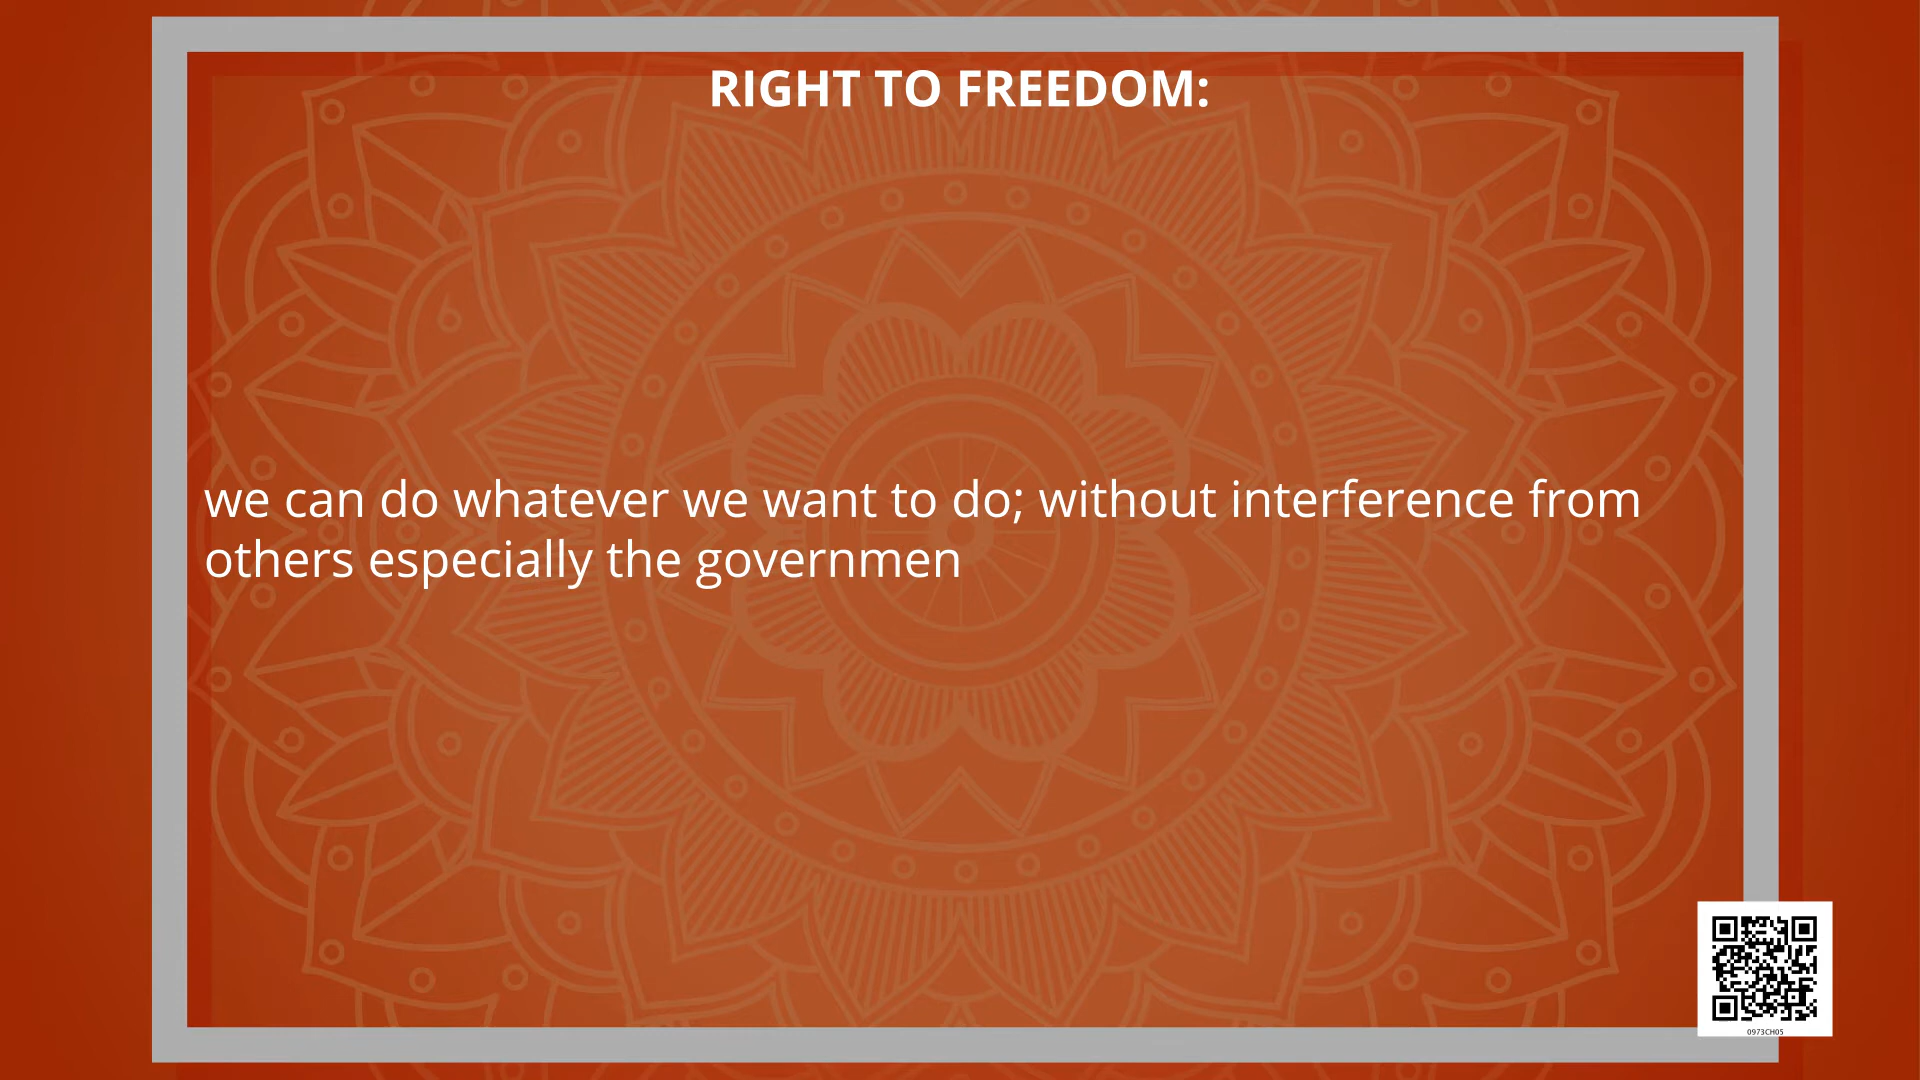 RIGHT TO FREEDOM:
we can do whatever we want to do; without interference from
others especially the governmen
0973CH05